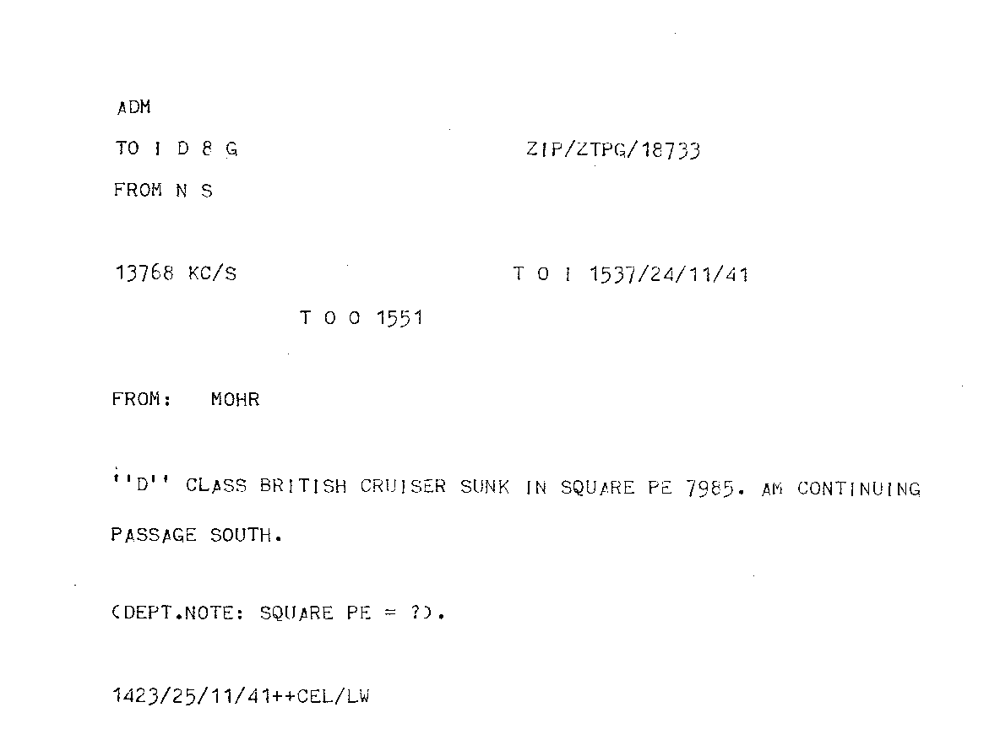 ADM
TO I D 8 G ZIP/ZTPG/18733
FROM N S
13768 KC/S T O I 1537/24/11/41
T O O 1551
FROM: MOHR
''D'' CLASS BRITISH CRUISER SUNK IN SQUARE PE 7985. AM CONTINUING
PASSAGE SOUTH.
(DEPT.NOTE: SQUARE PE = ?).
1423/25/11/41++CEL/LW